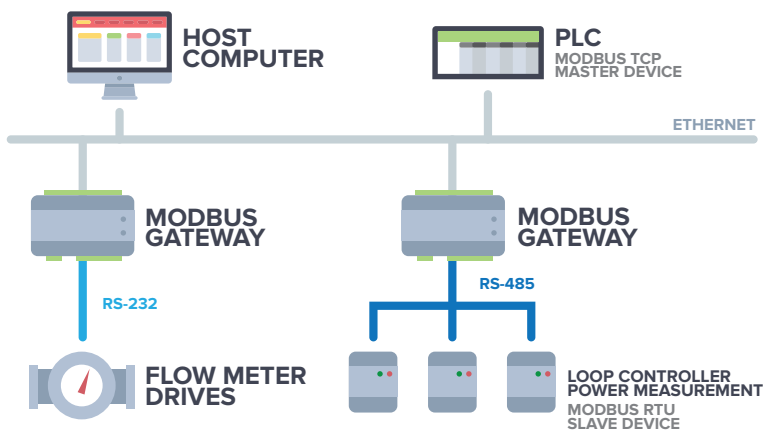 HOST
COMPUTER
PLC
MODBUS TCP
MASTER DEVICE
ETHERNET
MODBUS
GATEWAY
MODBUS
GATEWAY
RS-232
RS-485
FLOW METER
DRIVES
LOOP CONTROLLER
POWER MEASUREMENT
MODBUS RTU
SLAVE DEVICE